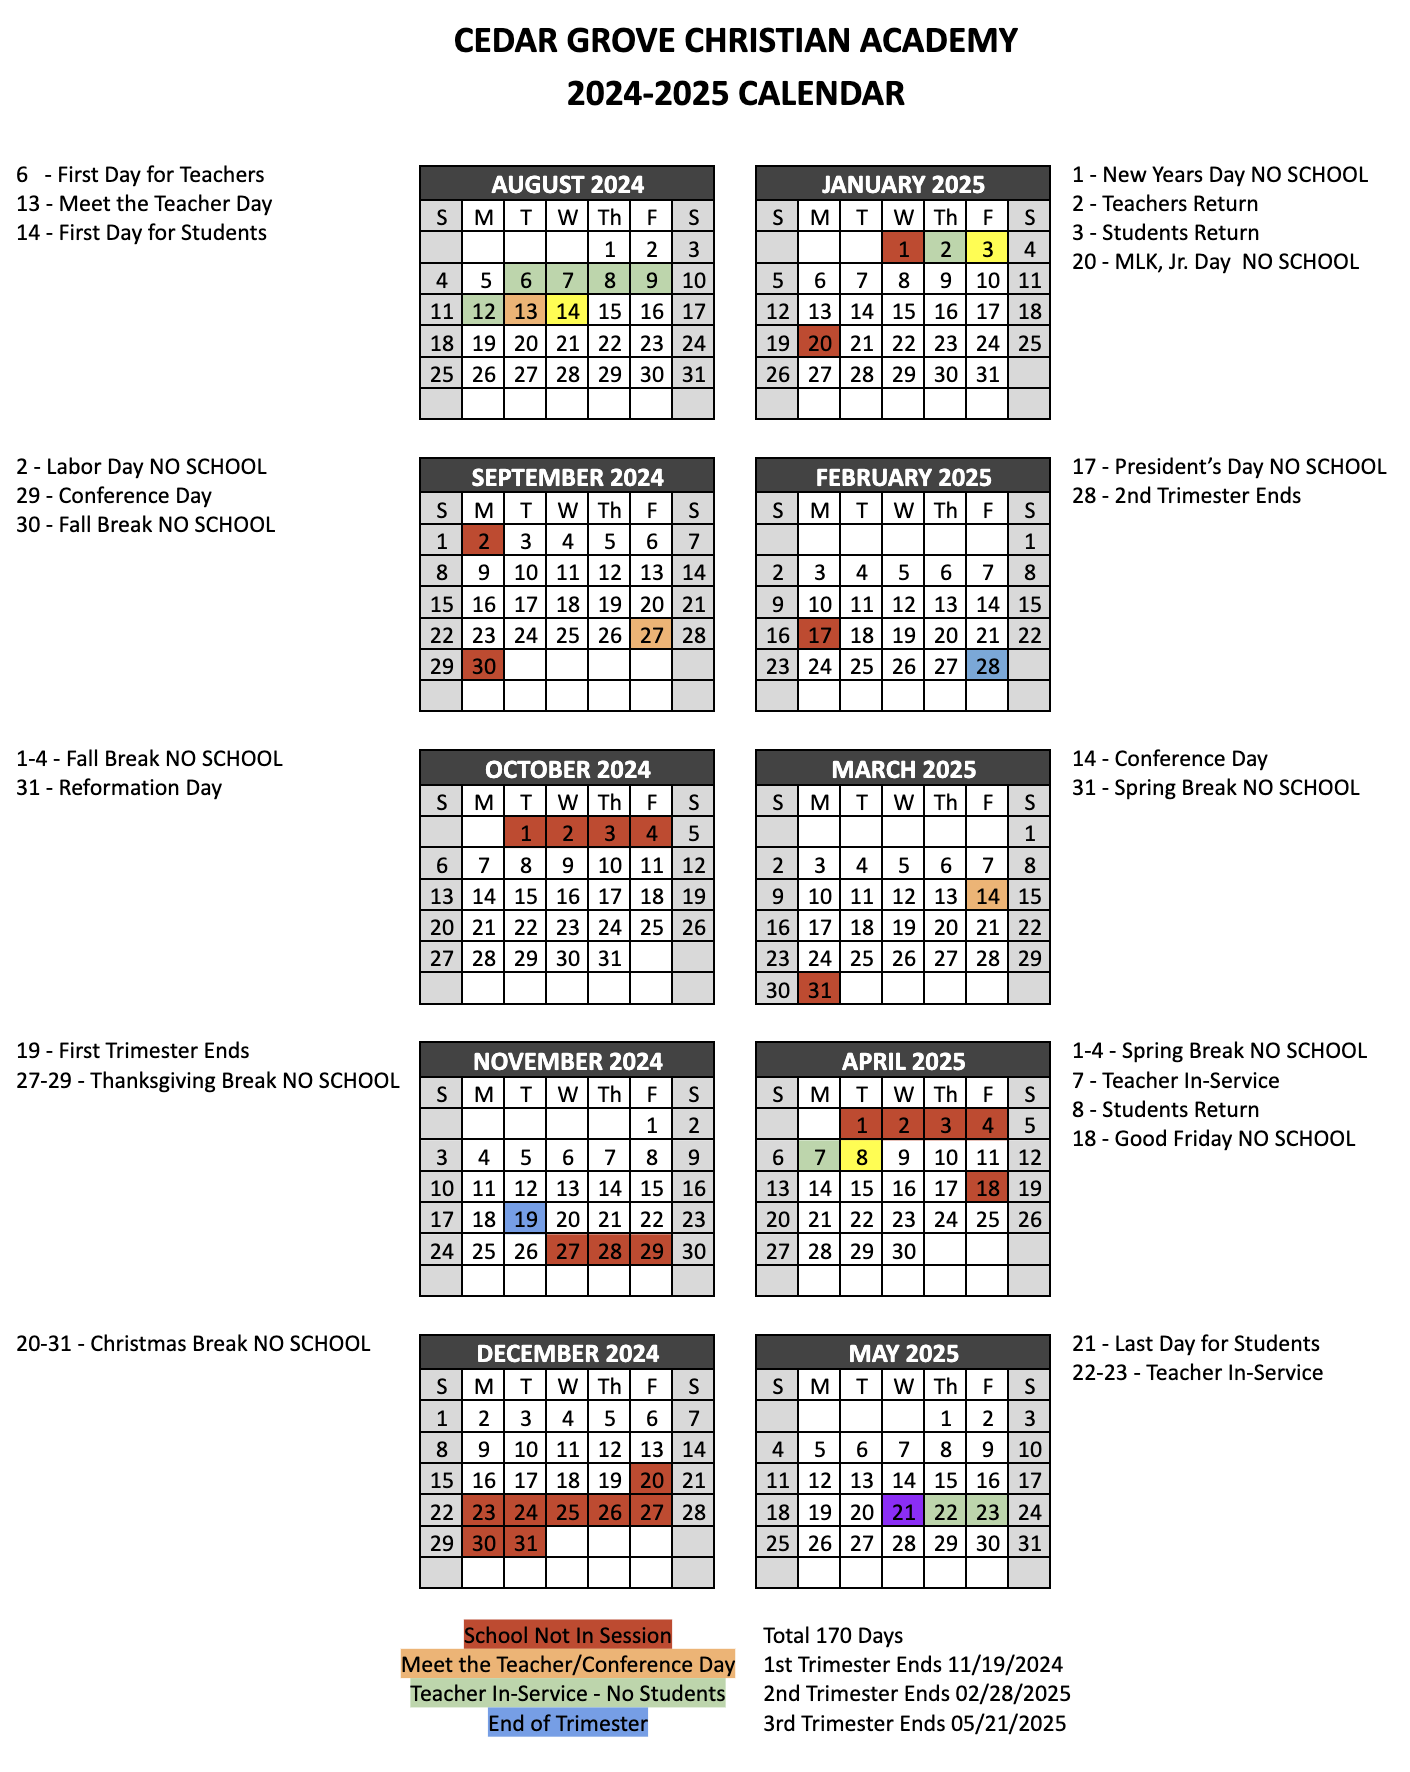 CEDAR GROVE CHRISTIAN ACADEMY
2024-2025 CALENDAR
6 - First Day for Teachers
13 - Meet the Teacher Day
14 - First Day for Students
AUGUST 2024
S M T W Th F S
1 2 3
4 5 6 7 8 9 10
11 12 13 14 15 16 17
18 19 20 21 22 23 24
25 26 27 28 29 30 31
JANUARY 2025
S M T W Th F S
1 2 3 4
5 6 7 8 9 10 11
12 13 14 15 16 17 18
19 20 21 22 23 24 25
26 27 28 29 30 31
1 - New Years Day NO SCHOOL
2 - Teachers Return
3 - Students Return
20 - MLK, Jr. Day NO SCHOOL
2 - Labor Day NO SCHOOL
29 - Conference Day
30 - Fall Break NO SCHOOL
SEPTEMBER 2024
S M T W Th F S
1 2 3 4 5 6 7
8 9 10 11 12 13 14
15 16 17 18 19 20 21
22 23 24 25 26 27 28
29 30
FEBRUARY 2025
S M T W Th F S
1
2 3 4 5 6 7 8
9 10 11 12 13 14 15
16 17 18 19 20 21 22
23 24 25 26 27 28
17 - President’s Day NO SCHOOL
28 - 2nd Trimester Ends
1-4 - Fall Break NO SCHOOL
31 - Reformation Day
OCTOBER 2024
S M T W Th F S
1 2 3 4 5
6 7 8 9 10 11 12
13 14 15 16 17 18 19
20 21 22 23 24 25 26
27 28 29 30 31
MARCH 2025
S M T W Th F S
1
2 3 4 5 6 7 8
9 10 11 12 13 14 15
16 17 18 19 20 21 22
23 24 25 26 27 28 29
30 31
14 - Conference Day
31 - Spring Break NO SCHOOL
19 - First Trimester Ends
27-29 - Thanksgiving Break NO SCHOOL
NOVEMBER 2024
S M T W Th F S
1 2
3 4 5 6 7 8 9
10 11 12 13 14 15 16
17 18 19 20 21 22 23
24 25 26 27 28 29 30
APRIL 2025
S M T W Th F S
1 2 3 4 5
6 7 8 9 10 11 12
13 14 15 16 17 18 19
20 21 22 23 24 25 26
27 28 29 30
1-4 - Spring Break NO SCHOOL
7 - Teacher In-Service
8 - Students Return
18 - Good Friday NO SCHOOL
20-31 - Christmas Break NO SCHOOL
DECEMBER 2024
S M T W Th F S
1 2 3 4 5 6 7
8 9 10 11 12 13 14
15 16 17 18 19 20 21
22 23 24 25 26 27 28
29 30 31
MAY 2025
S M T W Th F S
1 2 3
4 5 6 7 8 9 10
11 12 13 14 15 16 17
18 19 20 21 22 23 24
25 26 27 28 29 30 31
21 - Last Day for Students
22-23 - Teacher In-Service
School Not In Session
Meet the Teacher/Conference Day
Teacher In-Service - No Students
End of Trimester
Total 170 Days
1st Trimester Ends 11/19/2024
2nd Trimester Ends 02/28/2025
3rd Trimester Ends 05/21/2025